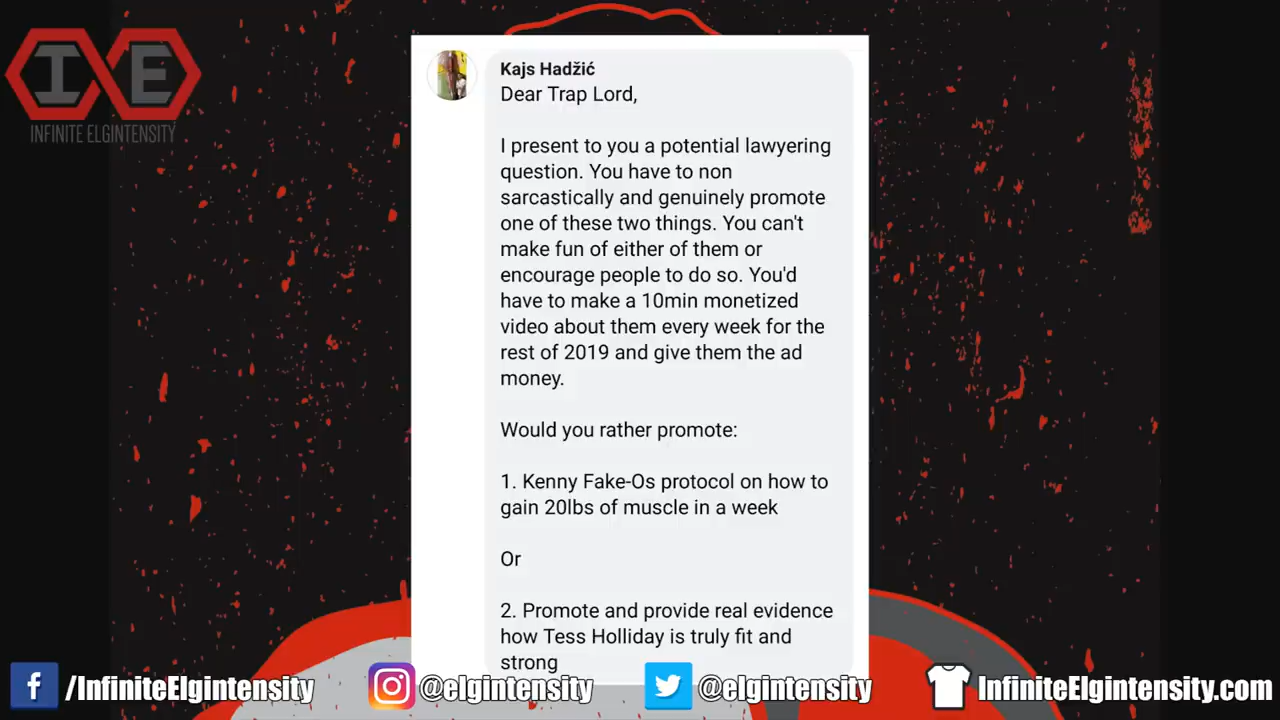 IE
INFINITE ELGINTENSITY
Kajs Hadžić
Dear Trap Lord,
I present to you a potential lawyering
question. You have to non
sarcastically and genuinely promote
one of these two things. You can't
make fun of either of them or
encourage people to do so. You'd
have to make a 10min monetized
video about them every week for the
rest of 2019 and give them the ad
money.
Would you rather promote:
1. Kenny Fake-Os protocol on how to
gain 20lbs of muscle in a week
Or
2. Promote and provide real evidence
how Tess Holliday is truly fit and
strong
f /InfiniteElgintensity @elgintensity @elgintensity InfiniteElgintensity.com